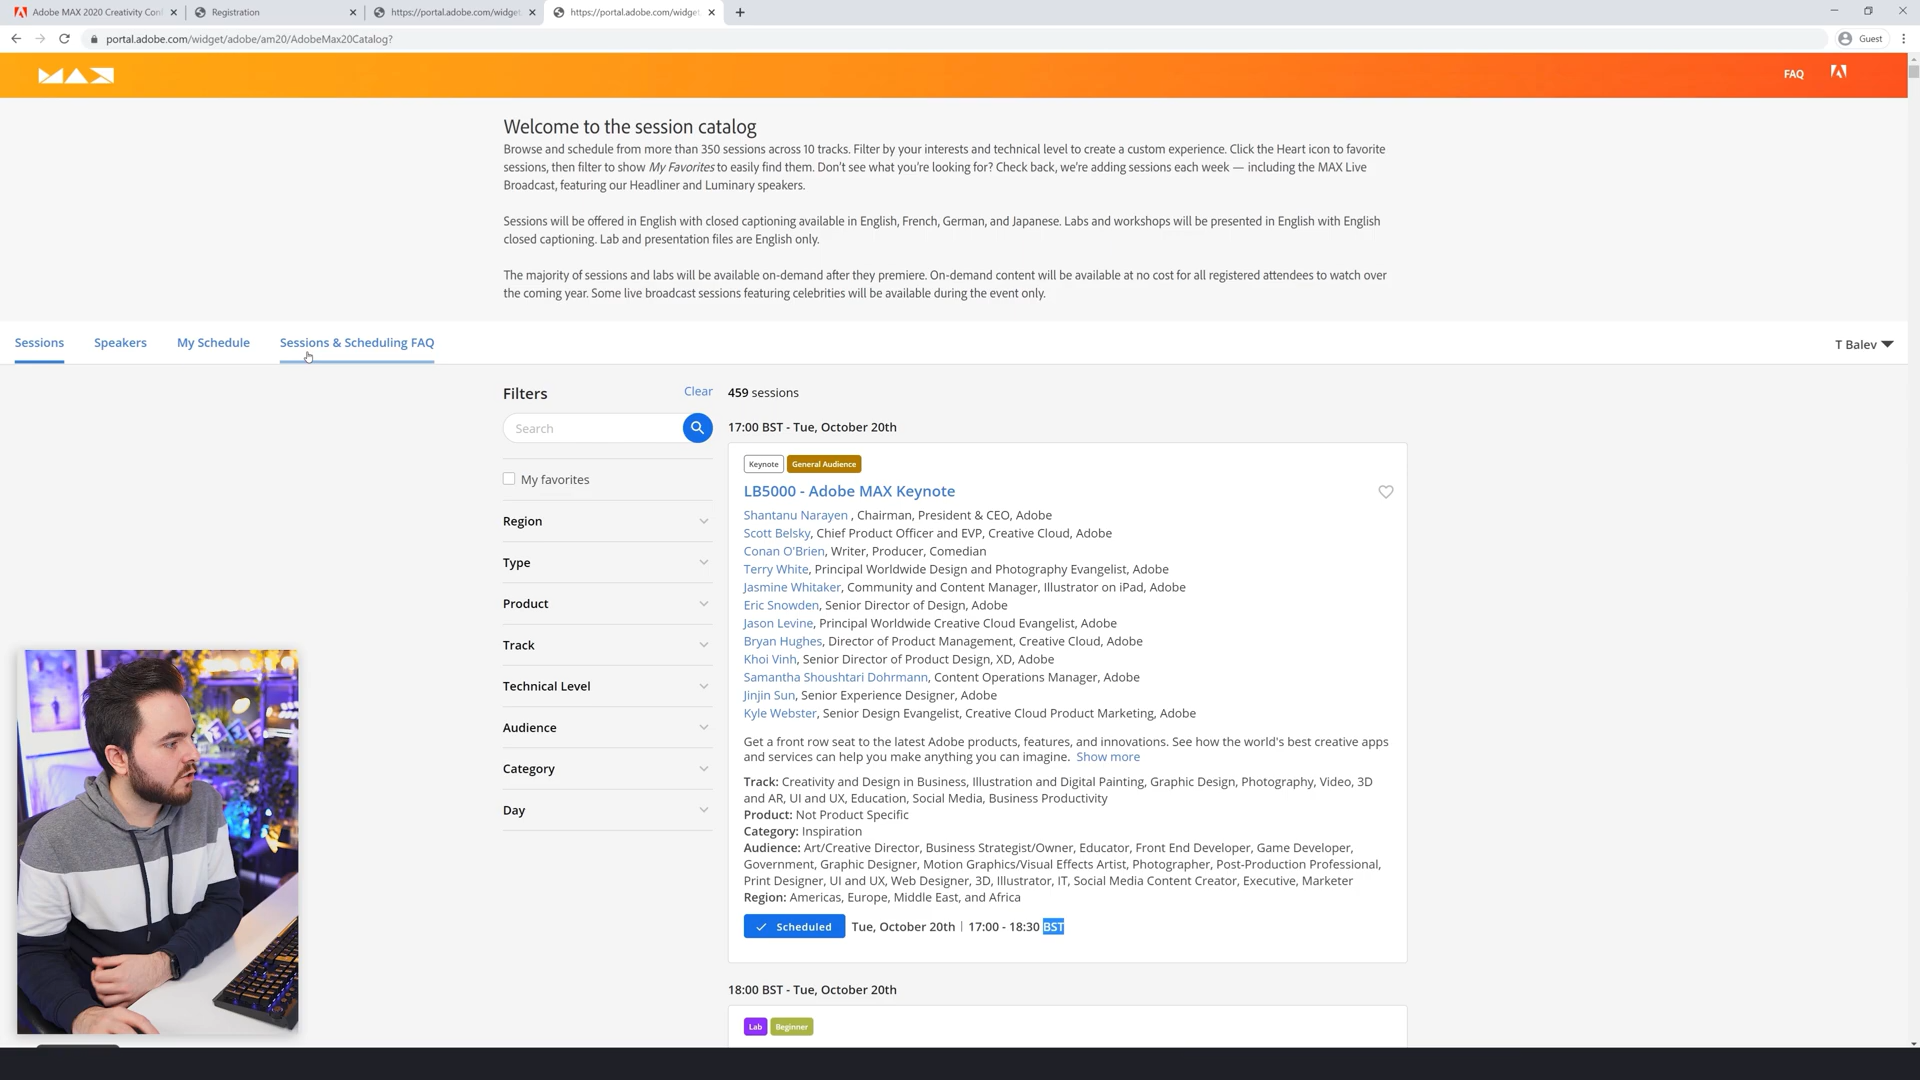 Adobe MAX 2020 Creativity Con
Registration
https://portal.adobe.com/widget
https://portal.adobe.com/widget
portal.adobe.com/widget/adobe/am20/AdobeMax20Catalog?
Guest
MAX
FAQ
Welcome to the session catalog
Browse and schedule from more than 350 sessions across 10 tracks. Filter by your interests and technical level to create a custom experience. Click the Heart icon to favorite
sessions, then filter to show My Favorites to easily find them. Don't see what you're looking for? Check back, we're adding sessions each week — including the MAX Live
Broadcast, featuring our Headliner and Luminary speakers.
Sessions will be offered in English with closed captioning available in English, French, German, and Japanese. Labs and workshops will be presented in English with English
closed captioning. Lab and presentation files are English only.
The majority of sessions and labs will be available on-demand after they premiere. On-demand content will be available at no cost for all registered attendees to watch over
the coming year. Some live broadcast sessions featuring celebrities will be available during the event only.
Sessions
Speakers
My Schedule
Sessions & Scheduling FAQ
T Balev
Filters
Clear
Search
My favorites
Region
Type
Product
Track
Technical Level
Audience
Category
Day
459 sessions
17:00 BST - Tue, October 20th
Keynote
General Audience
LB5000 - Adobe MAX Keynote
Shantanu Narayen , Chairman, President & CEO, Adobe
Scott Belsky, Chief Product Officer and EVP, Creative Cloud, Adobe
Conan O'Brien, Writer, Producer, Comedian
Terry White, Principal Worldwide Design and Photography Evangelist, Adobe
Jasmine Whitaker, Community and Content Manager, Illustrator on iPad, Adobe
Eric Snowden, Senior Director of Design, Adobe
Jason Levine, Principal Worldwide Creative Cloud Evangelist, Adobe
Bryan Hughes, Director of Product Management, Creative Cloud, Adobe
Khoi Vinh, Senior Director of Product Design, XD, Adobe
Samantha Shoushtari Dohrmann, Content Operations Manager, Adobe
Jinjin Sun, Senior Experience Designer, Adobe
Kyle Webster, Senior Design Evangelist, Creative Cloud Product Marketing, Adobe
Get a front row seat to the latest Adobe products, features, and innovations. See how the world's best creative apps
and services can help you make anything you can imagine. Show more
Track: Creativity and Design in Business, Illustration and Digital Painting, Graphic Design, Photography, Video, 3D
and AR, UI and UX, Education, Social Media, Business Productivity
Product: Not Product Specific
Category: Inspiration
Audience: Art/Creative Director, Business Strategist/Owner, Educator, Front End Developer, Game Developer,
Government, Graphic Designer, Motion Graphics/Visual Effects Artist, Photographer, Post-Production Professional,
Print Designer, UI and UX, Web Designer, 3D, Illustrator, IT, Social Media Content Creator, Executive, Marketer
Region: Americas, Europe, Middle East, and Africa
Scheduled
Tue, October 20th | 17:00 - 18:30 BST
18:00 BST - Tue, October 20th
Lab
Beginner